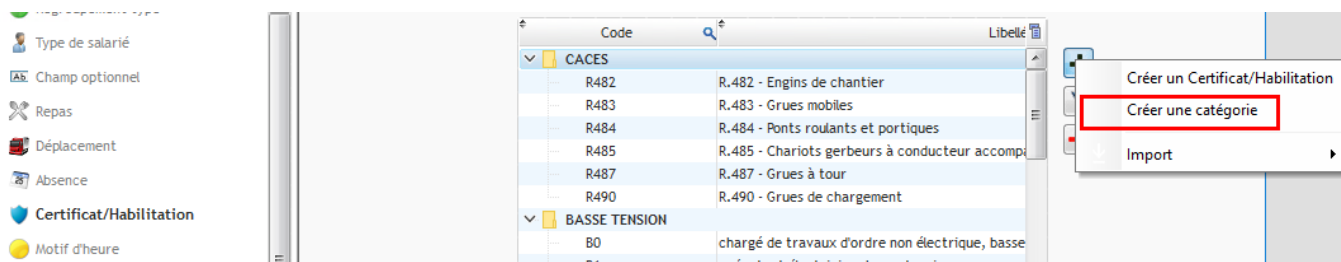 Regroupement type
Type de salarié
Ab Champ optionnel
Repas
Déplacement
Absence
Certificat/Habilitation
Motif d'heure
Code Libellé
CACES
R482 R.482 - Engins de chantier
R483 R.483 - Grues mobiles
R484 R.484 - Ponts roulants et portiques
R485 R.485 - Chariots gerbeurs à conducteur accompa
R487 R.487 - Grues à tour
R490 R.490 - Grues de chargement
BASSE TENSION
B0 chargé de travaux d'ordre non électrique, basse
Créer un Certificat/Habilitation
Créer une catégorie
Import